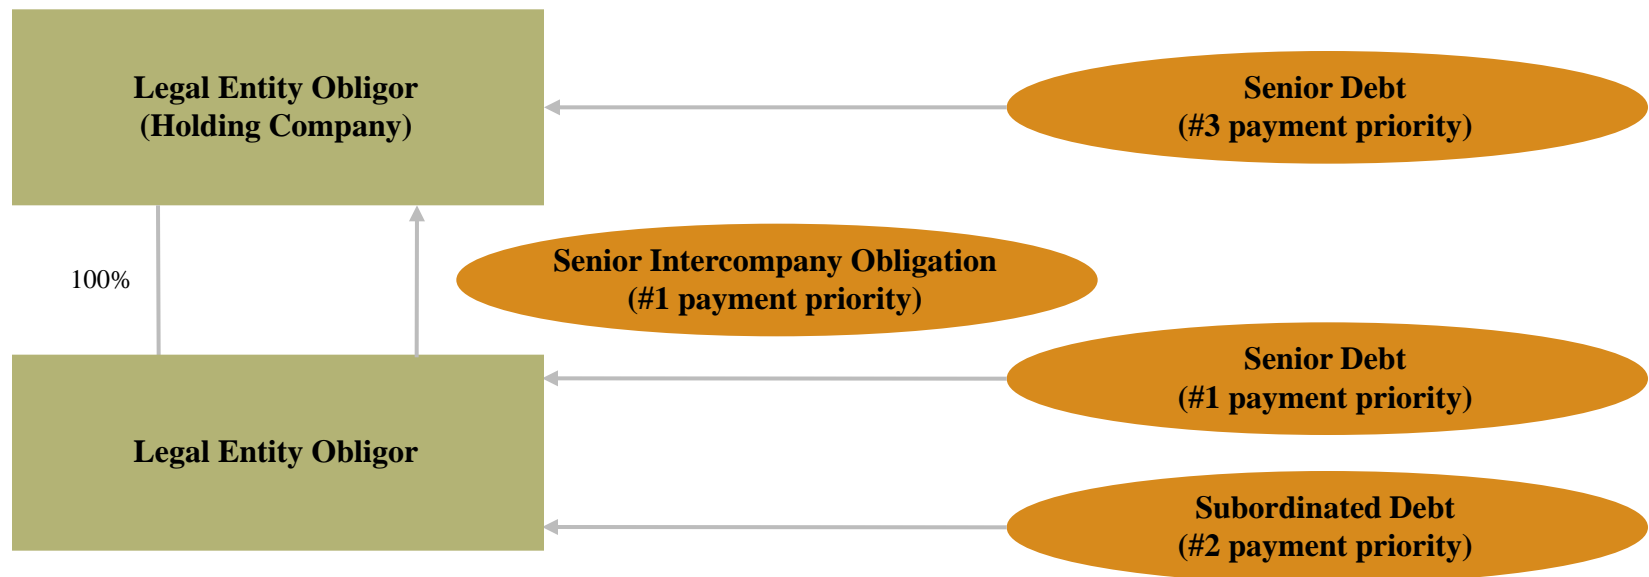 Legal Entity Obligor
(Holding Company)
Senior Debt
(#3 payment priority)
100%
Senior Intercompany Obligation
(#1 payment priority)
Senior Debt
(#1 payment priority)
Legal Entity Obligor
Subordinated Debt
(#2 payment priority)